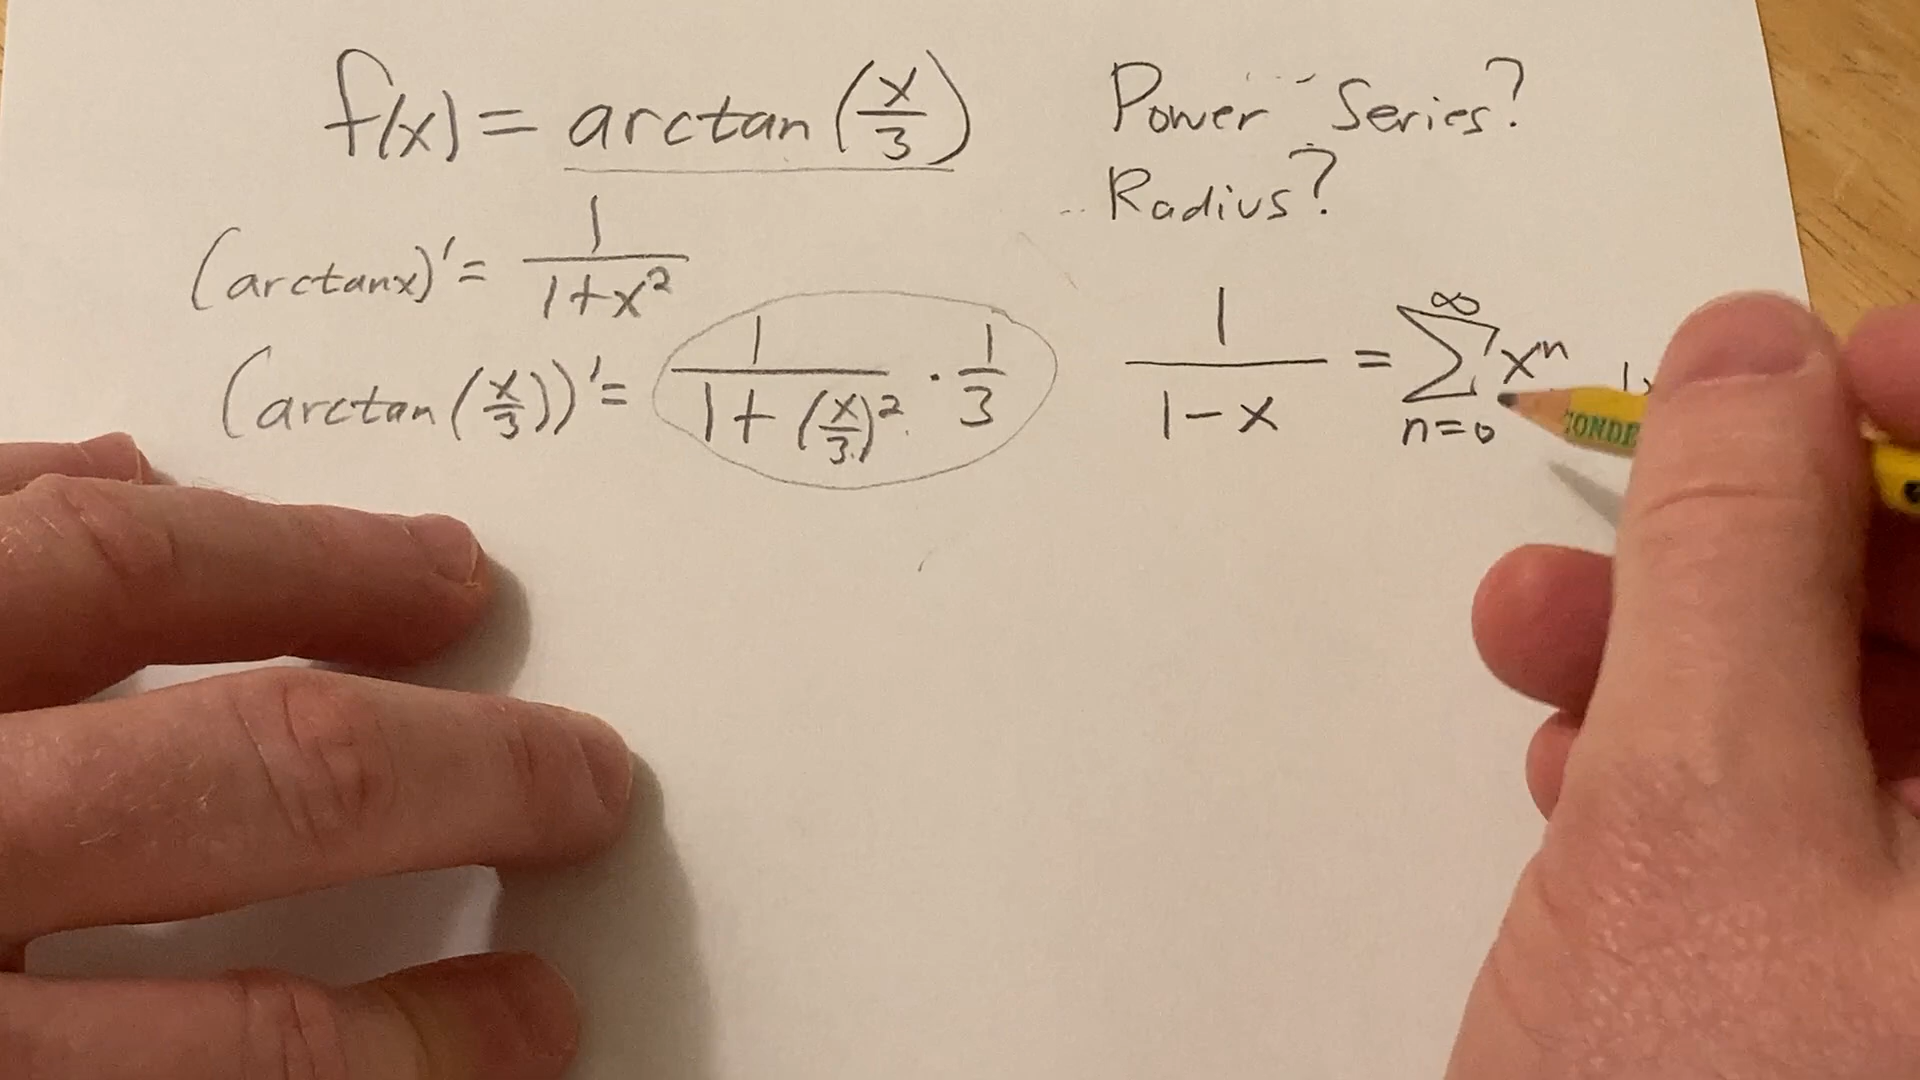 f(x) = arctan(x/3) Power Series?
Radius?
(arctanx)' = 1/(1+x²)
(arctan(x/3))' = 1/(1+(x/3)²) · 1/3
1/(1-x) = ∑_{n=0}^{∞} xⁿ